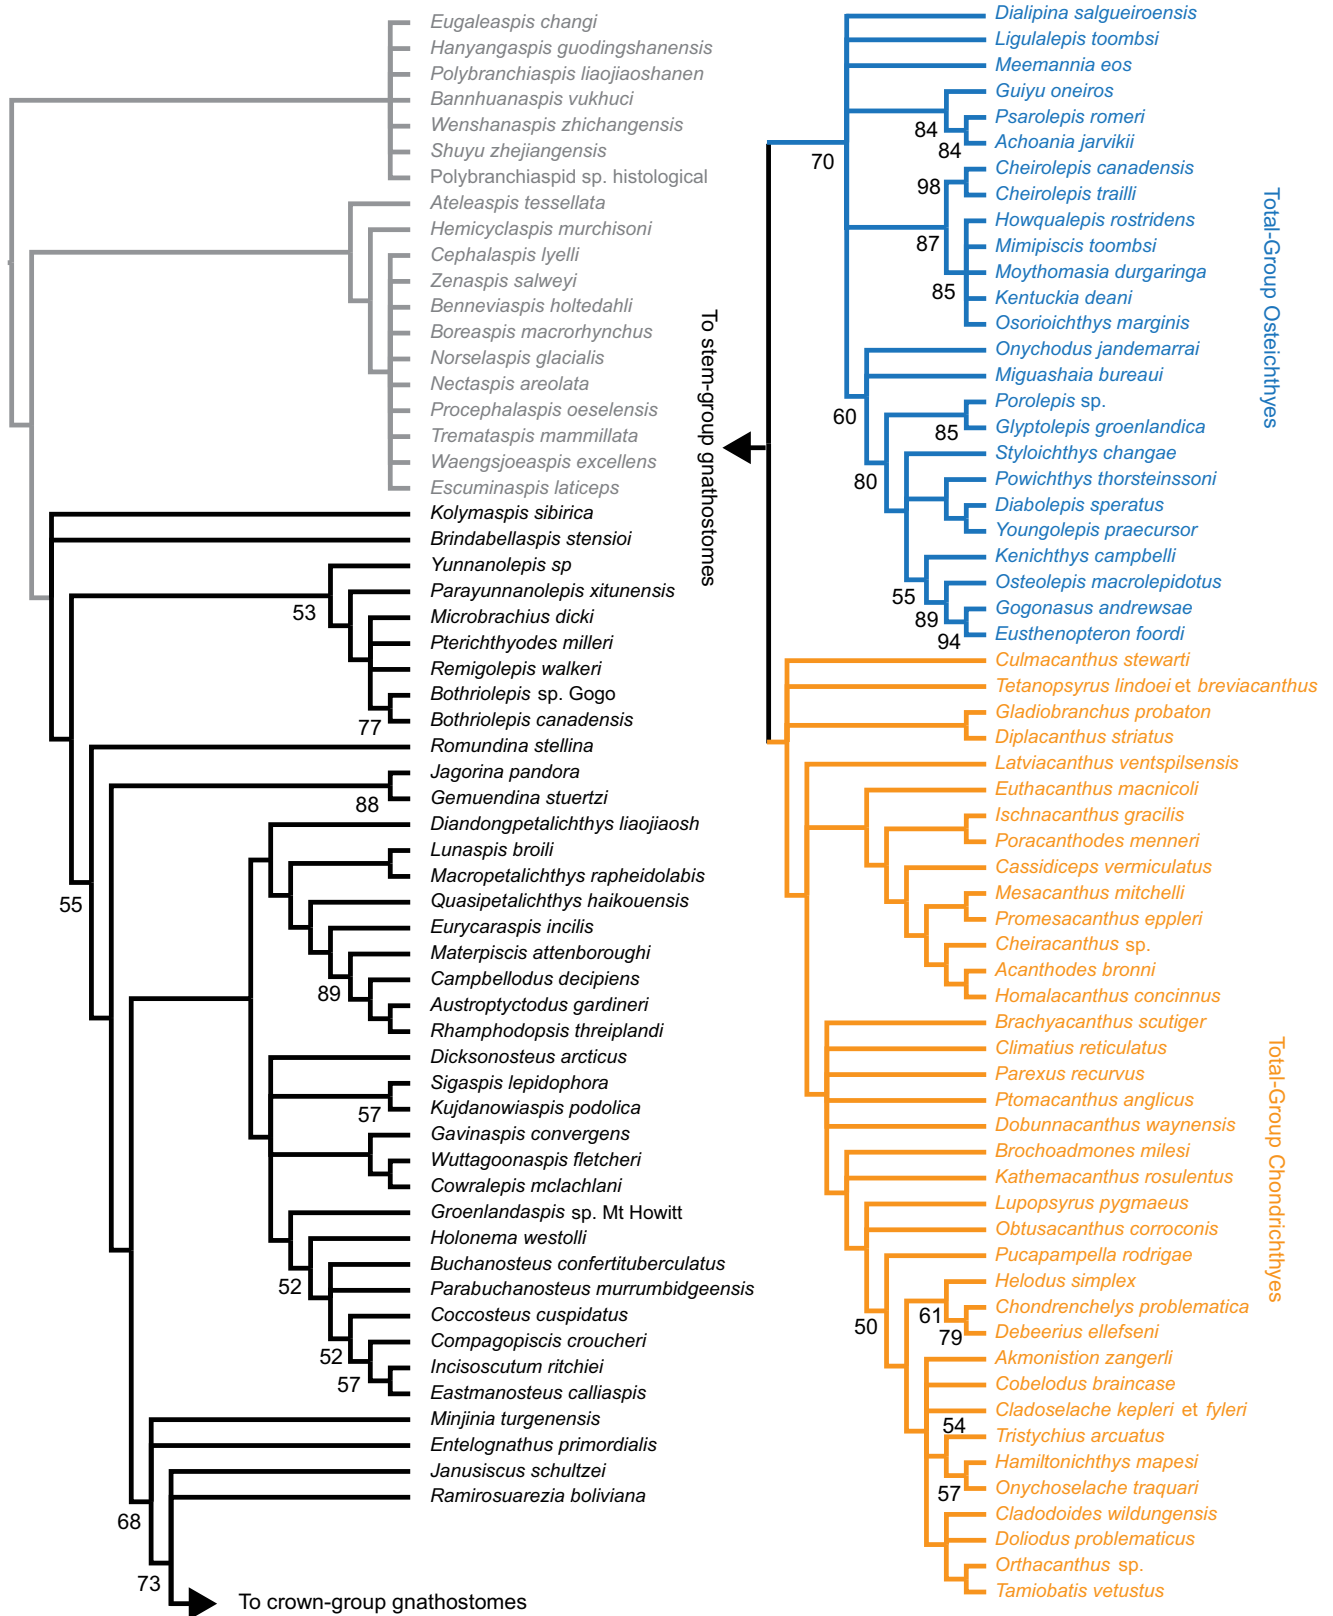 Eugaleaspis changi
Hanyangaspis guodingshanensis
Polybranchiaspis liaojiaoshanen
Bannhuanaspis vukhuci
Wenshanaspis zhichangensis
Shuyu zhejiangensis
Polybranchiaspid sp. histological
Ateleaspis tessellata
Hemicyclaspis murchisoni
Cephalaspis lyelli
Zenaspis salweyi
Benneviaspis holtedahli
Boreaspis macrorhynchus
Norselaspis glacialis
Nectaspis areolata
Procephalaspis oeselensis
Tremataspis mammillata
Waengsjoeaspis excellens
Escuminaspis laticeps
Kolymaspis sibirica
Brindabellaspis stensioi
Yunnanolepis sp
53
Parayunnanolepis xitunensis
Microbrachius dicki
Pterichthyodes milleri
Remigolepis walkeri
Bothriolepis sp. Gogo
77
Bothriolepis canadensis
Romundina stellina
Jagorina pandora
88
Gemuendina stuertzi
Diandongpetalichthys liaojiaosh
Lunaspis broili
Macropetalichthys rapheidolabis
55
Quasipetalichthys haikouensis
Eurycaraspis incilis
Materpiscis attenboroughi
Campbellodus decipiens
89
Austroptyctodus gardineri
Rhamphodopsis threiplandi
Dicksonosteus arcticus
Sigaspis lepidophora
57
Kujdanowiaspis podolica
Gavinaspis convergens
Wuttagoonaspis fletcheri
Cowralepis mclachlani
Groenlandaspis sp. Mt Howitt
Holonema westolli
Buchanosteus confertituberculatus
52
Parabuchanosteus murrumbidgeensis
Coccosteus cuspidatus
Compagopiscis croucheri
52
Incisoscutum ritchiei
57
Eastmanosteus calliaspis
Minjinia turgenensis
Entelognathus primordialis
Janusiscus schultzei
Ramirosuarezia boliviana
68
73
To crown-group gnathostomes
To stem-group gnathostomes
Dialipina salgueiroensis
Ligulalepis toombsi
Meemannia eos
Guiyu oneiros
Psarolepis romeri
84
Achoania jarvikii
84
70
Cheirolepis canadensis
98
Cheirolepis trailli
Howqualepis rostridens
87
Mimipiscis toombsi
Moythomasia durgaringa
85
Kentuckia deani
Osorioichthys marginis
Onychodus jandemarrai
Miguashaia bureaui
Porolepis sp.
60
Glyptolepis groenlandica
85
Styloichthys changae
80
Powichthys thorsteinssoni
Diabolepis speratus
Youngolepis praecursor
Kenichthys campbelli
Osteolepis macrolepidotus
55
Gogonasus andrewsae
89
Eusthenopteron foordi
94
Total-Group Osteichthyes
Culmacanthus stewarti
Tetanopsyrus lindoei et breviacanthus
Gladiobranchus probaton
Diplacanthus striatus
Latviacanthus ventspilsensis
Euthacanthus macnicoli
Ischnacanthus gracilis
Poracanthodes menneri
Cassidiceps vermiculatus
Mesacanthus mitchelli
Promesacanthus eppleri
Cheiracanthus sp.
Acanthodes bronni
Homalacanthus concinnus
Brachyacanthus scutiger
Climatius reticulatus
Parexus recurvus
Ptomacanthus anglicus
Dobunnacanthus waynensis
Brochoadmones milesi
Kathemacanthus rosulentus
Lupopsyrus pygmaeus
Obtusacanthus corroconis
Pucapampella rodrigae
Helodus simplex
Chondrenchelys problematica
61
50
Debeerius ellefseni
79
Akmonistion zangerli
Cobelodus braincase
Cladoselache kepleri et fyleri
54
Tristychius arcuatus
Hamiltonichthys mapesi
Onychoselache traquari
57
Cladodoides wildungensis
Doliodus problematicus
Orthacanthus sp.
Tamiobatis vetustus
Total-Group Chondrichthyes